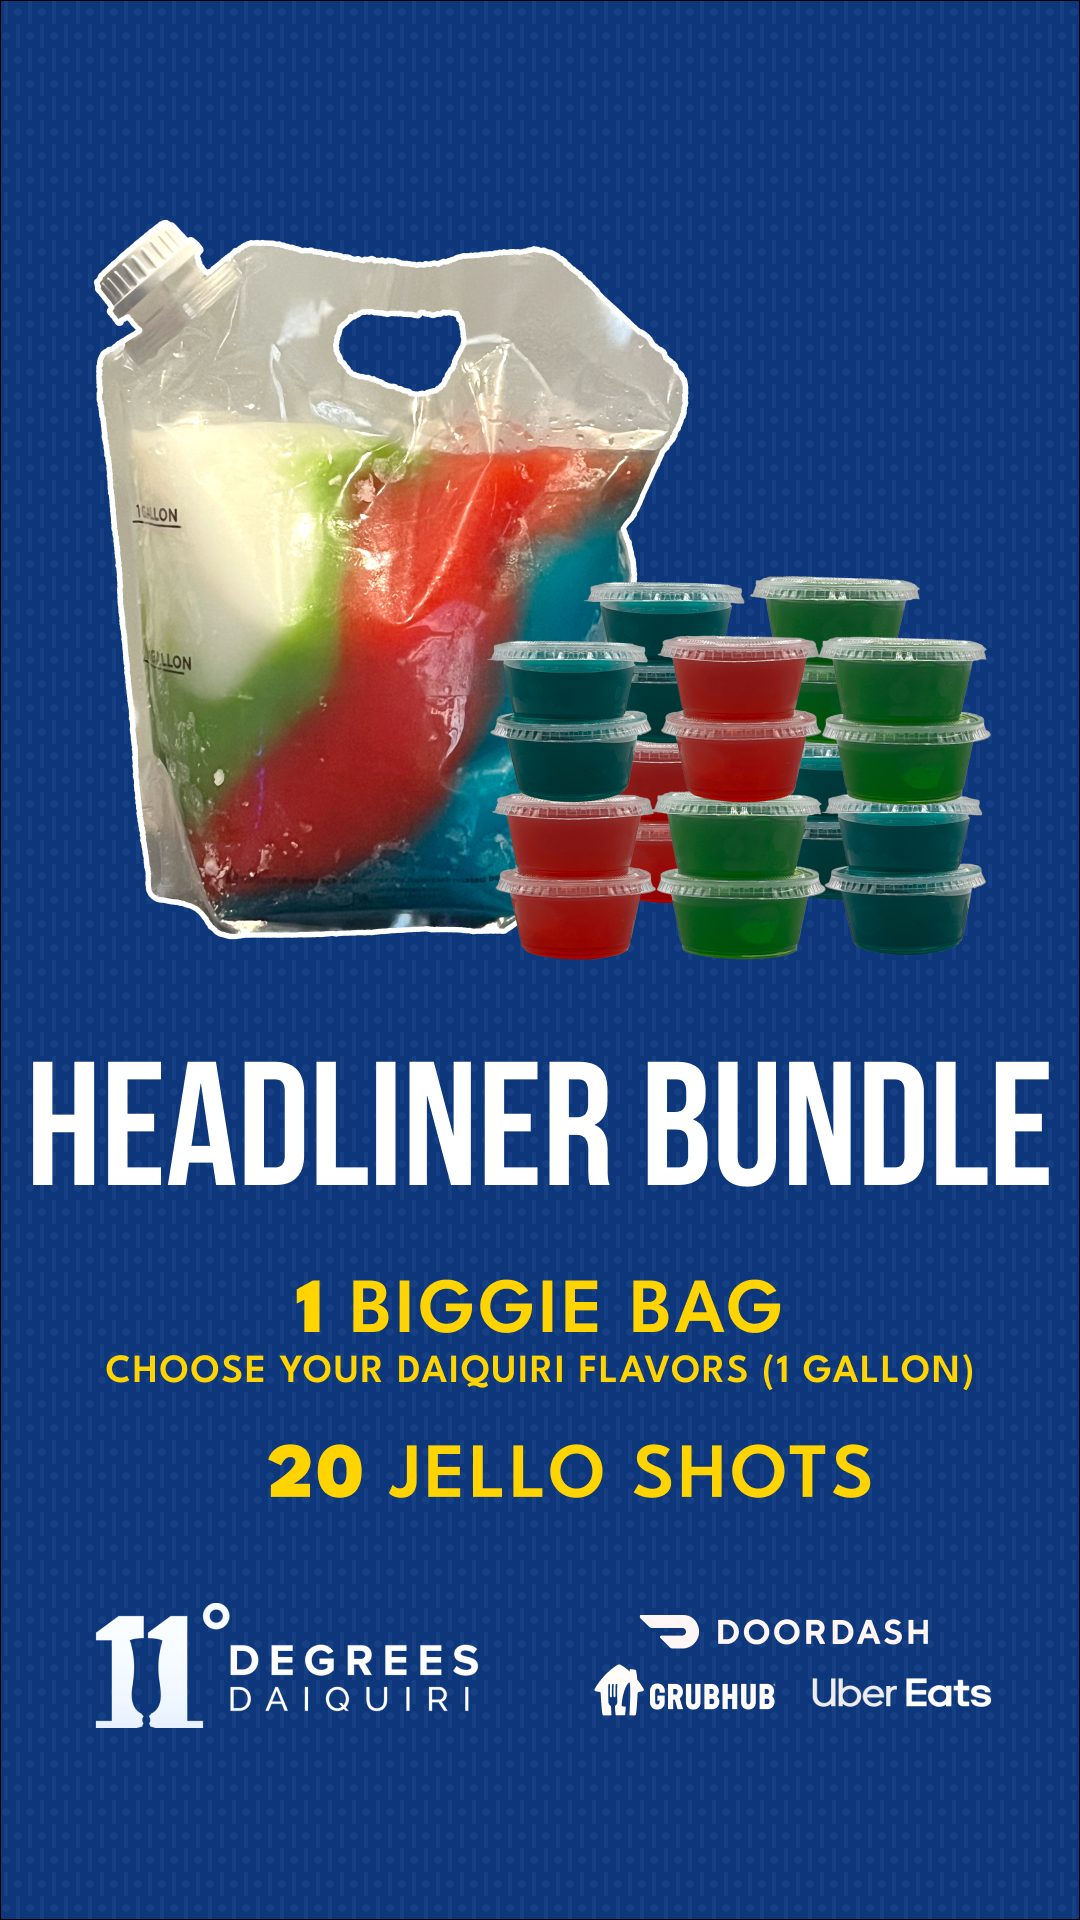 1 GALLON
GALLON
HEADLINER BUNDLE
1 BIGGIE BAG
CHOOSE YOUR DAIQUIRI FLAVORS (1 GALLON)
20 JELLO SHOTS
11°
DEGREES
DAIQUIRI
DOORDASH
GRUBHUB
Uber Eats